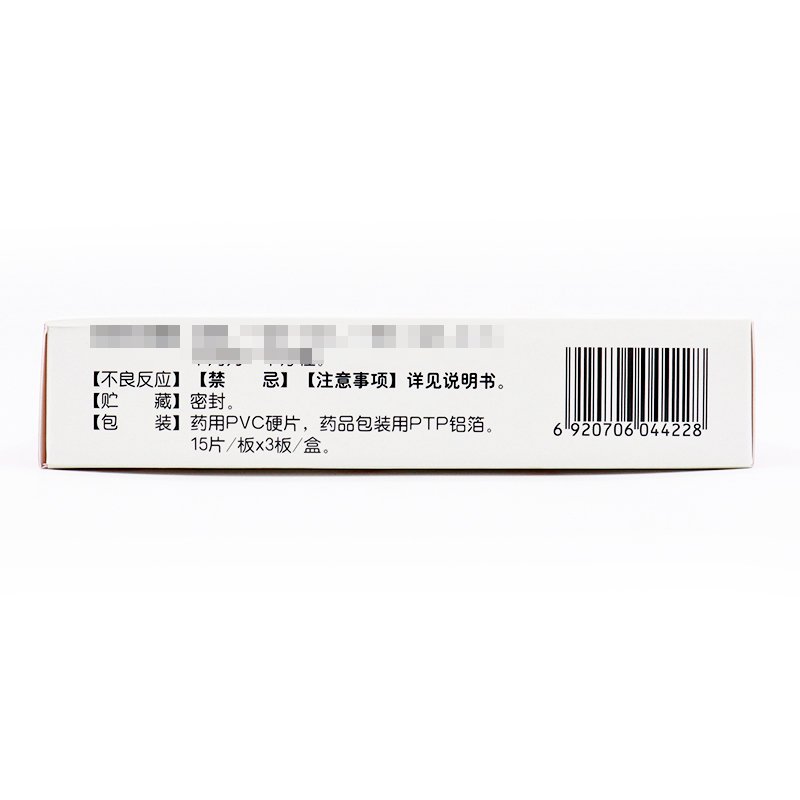 【不良反应】【禁 忌】【注意事项】详见说明书。
【贮 藏】密封。
【包 装】药用PVC硬片，药品包装用PTP铝箔。
15片/板x3板/盒。
6 920706 044228